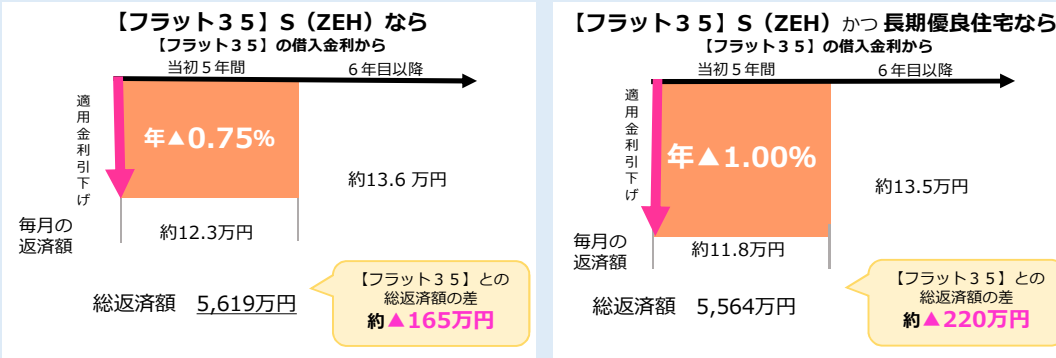 【フラット３５】S（ZEH）なら
【フラット３５】の借入金利から
当初５年間
６年目以降
適用金利引下げ
年▲0.75%
約13.6 万円
毎月の
返済額
約12.3万円
総返済額 5,619万円
【フラット３５】との
総返済額の差
約▲165万円
【フラット３５】S（ZEH）かつ 長期優良住宅なら
【フラット３５】の借入金利から
当初５年間
６年目以降
適用金利引下げ
年▲1.00%
約13.5万円
毎月の
返済額
約11.8万円
総返済額 5,564万円
【フラット３５】との
総返済額の差
約▲220万円